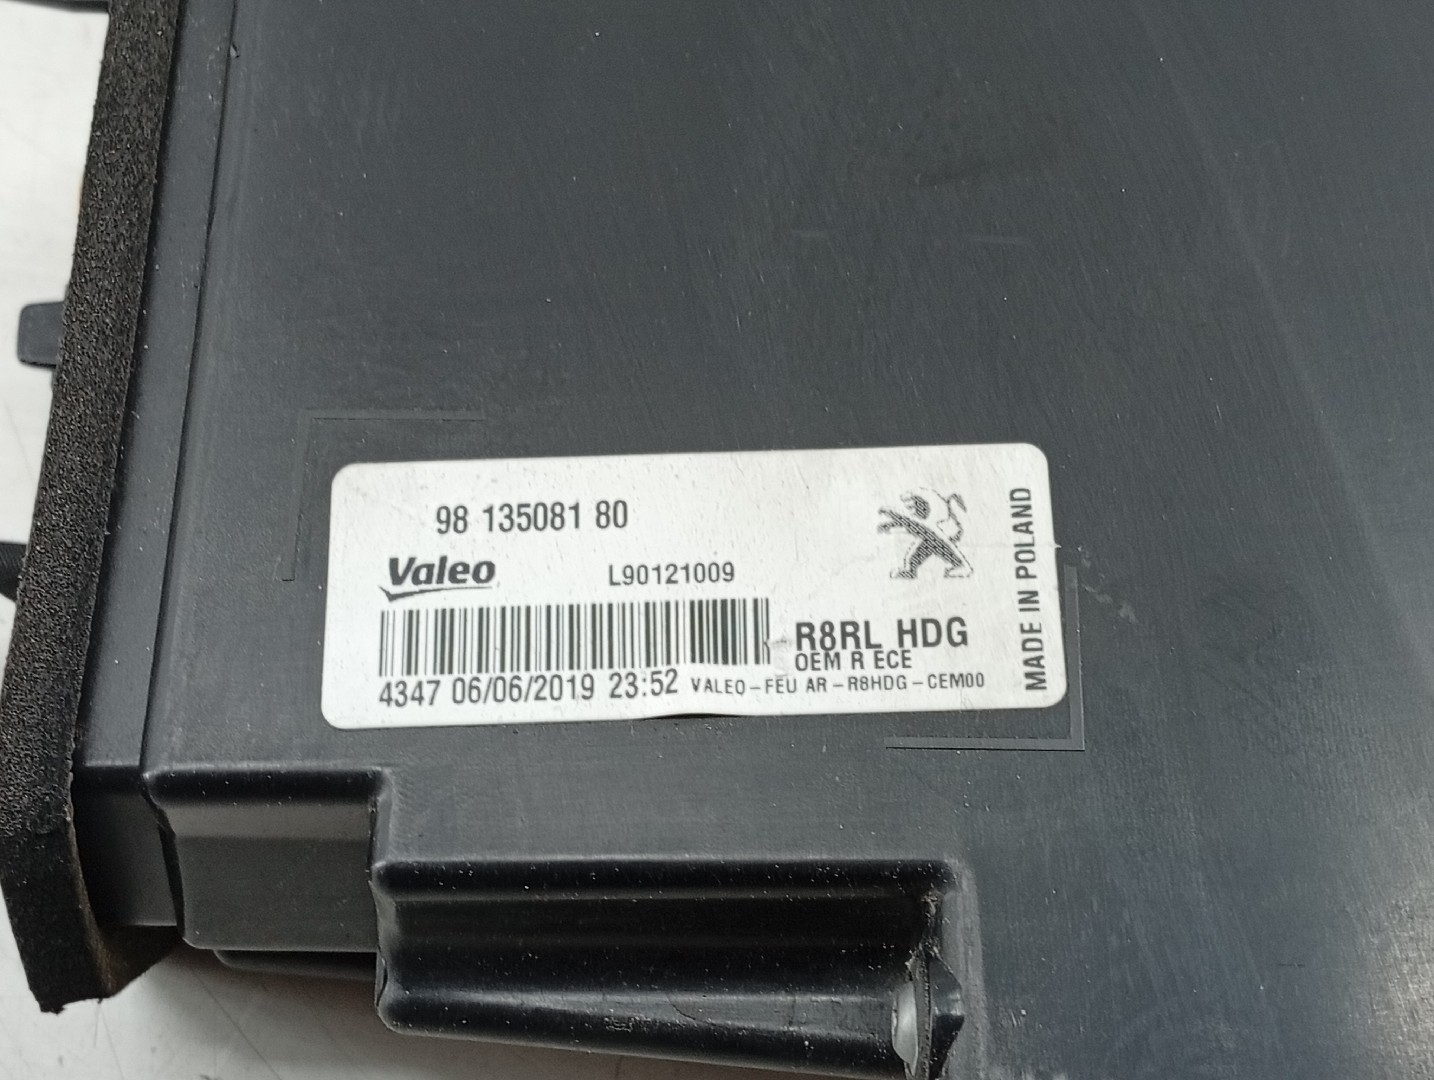 98 135081 80
Valeo L90121009
R8RL HDG
OEM R ECE
4347 06/06/2019 23:52 VALEO-FEU AR-R8HDG-CEM00
MADE IN POLAND